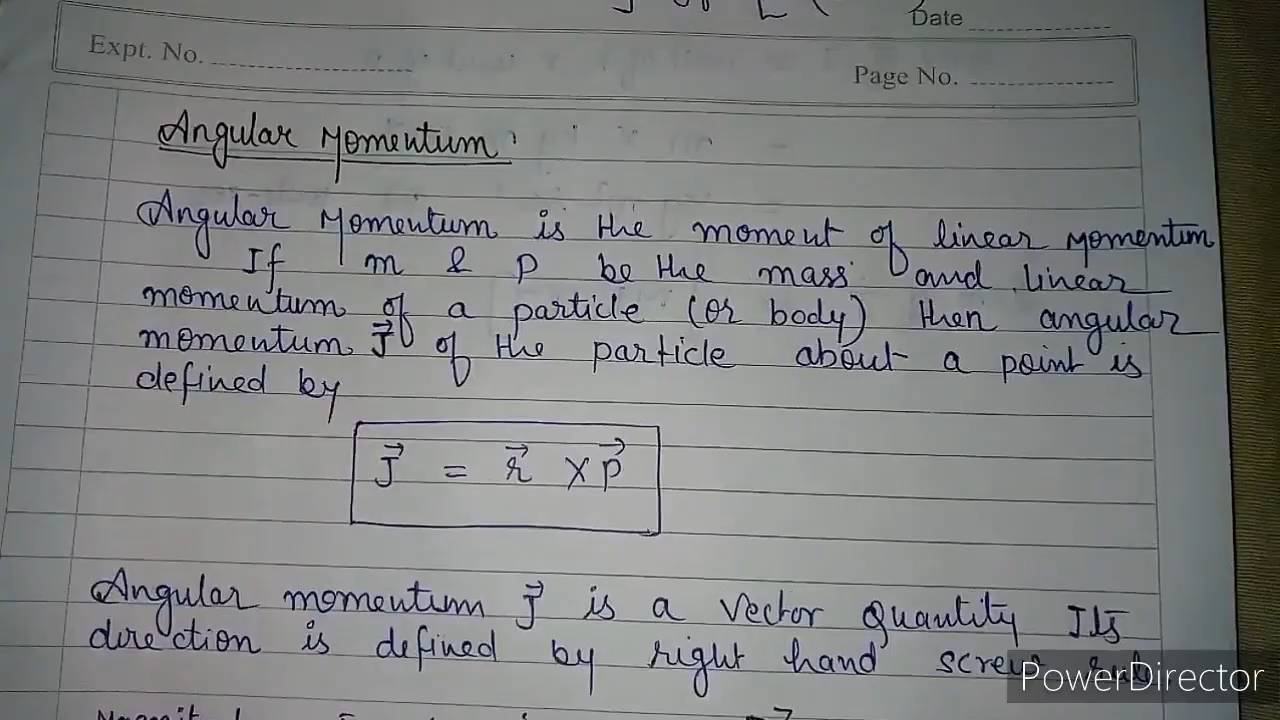 Date
Expt. No.
Page No.
Angular Momentum
Angular Momentum is the moment of linear Momentum
If m & p be the mass and linear
momentum of a particle (or body) then angular
momentum J⃗ of the particle about a point is
defined by
J⃗ = r⃗ × p⃗
Angular momentum J⃗ is a vector quantity Its
direction is defined by right hand screw rule
PowerDirector